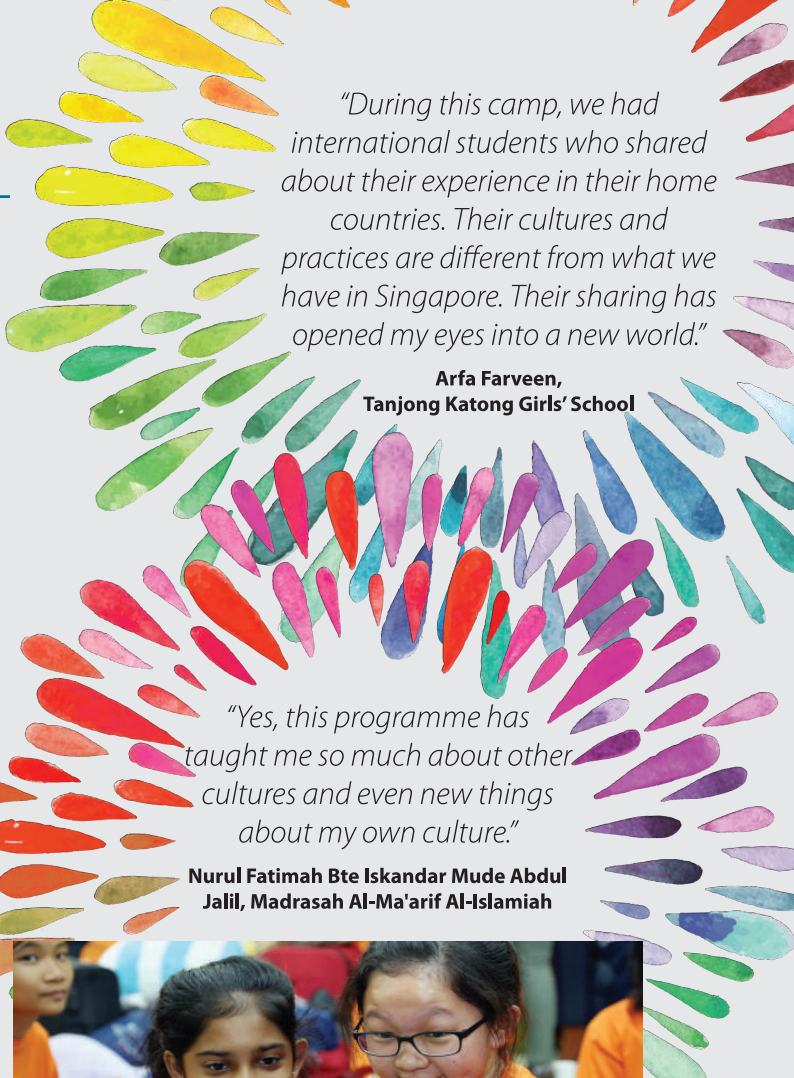 “During this camp, we had
international students who shared
about their experience in their home
countries. Their cultures and
practices are different from what we
have in Singapore. Their sharing has
opened my eyes into a new world.”
Arfa Farveen,
Tanjong Katong Girls’ School
“Yes, this programme has
taught me so much about other
cultures and even new things
about my own culture.”
Nurul Fatimah Bte Iskandar Mude Abdul
Jalil, Madrasah Al-Ma'arif Al-Islamiah